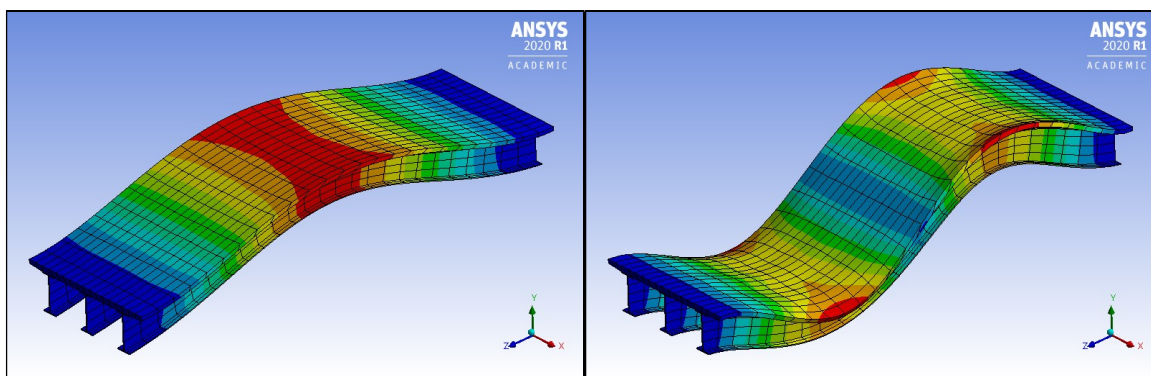 ANSYS
2020 R1
ACADEMIC
Y
Z
X
ANSYS
2020 R1
ACADEMIC
Y
Z
X